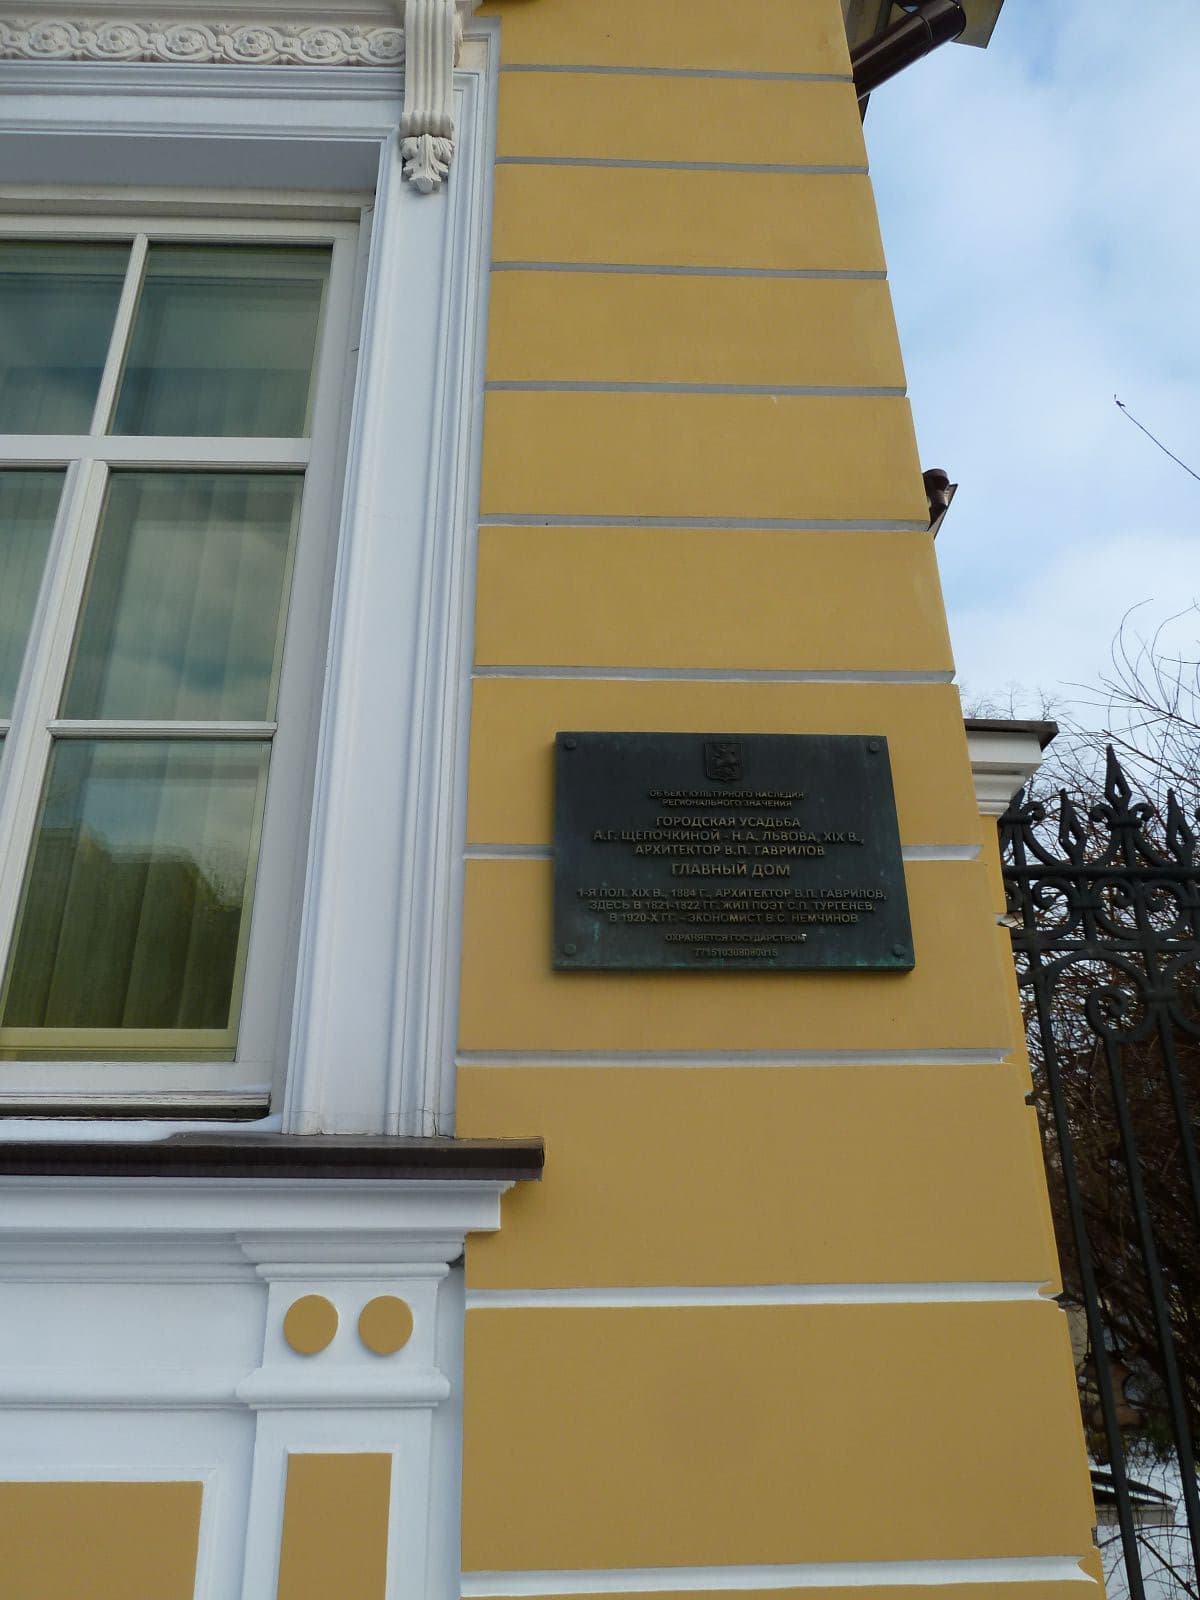 ОБЪЕКТ КУЛЬТУРНОГО НАСЛЕДИЯ
РЕГИОНАЛЬНОГО ЗНАЧЕНИЯ
ГОРОДСКАЯ УСАДЬБА
А.Г. ЩЕПОЧКИНОЙ - Н.А. ЛЬВОВА, XIX В.,
АРХИТЕКТОР В.П. ГАВРИЛОВ
ГЛАВНЫЙ ДОМ
1-Я ПОЛ. XIX В., 1884 Г., АРХИТЕКТОР В.П. ГАВРИЛОВ,
ЗДЕСЬ В 1821-1822 ГГ. ЖИЛ ПОЭТ С.П. ТУРГЕНЕВ,
В 1920-Х ГГ. - ЭКОНОМИСТ В.С. НЕМЧИНОВ
ОХРАНЯЕТСЯ ГОСУДАРСТВОМ